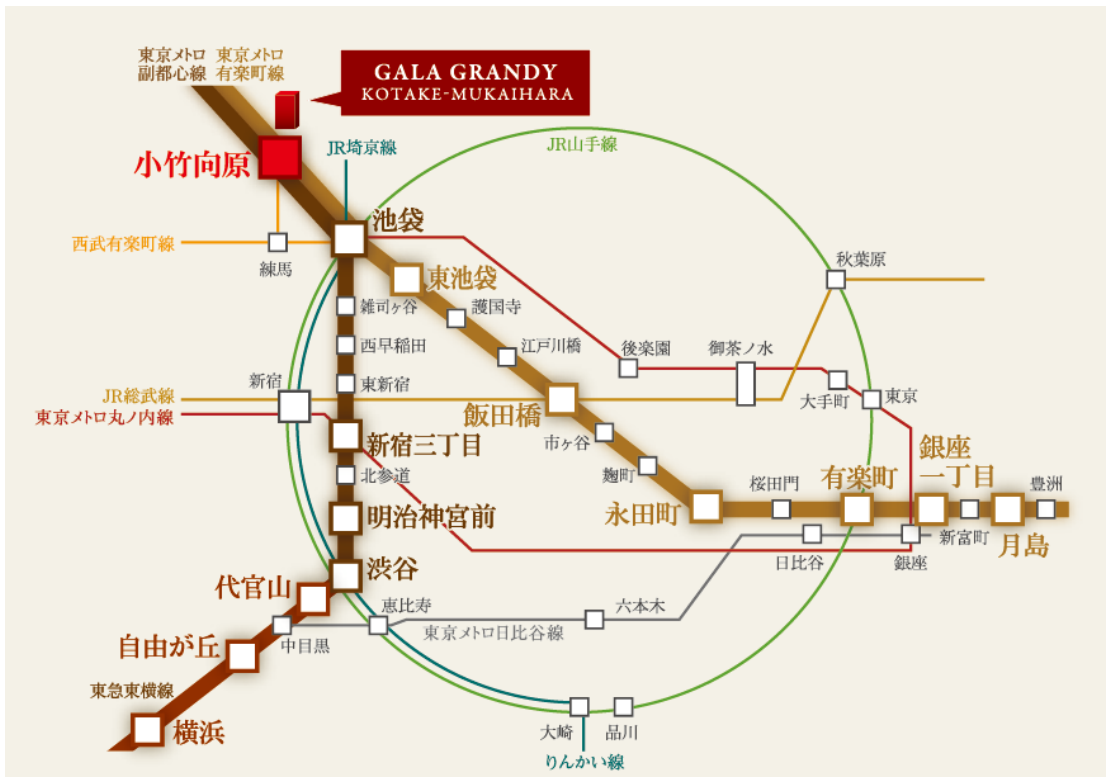 東京メトロ
副都心線
東京メトロ
有楽町線
GALA GRANDY
KOTAKE-MUKAIHARA
小竹向原
JR埼京線
JR山手線
池袋
西武有楽町線
練馬
東池袋
秋葉原
雑司ヶ谷
護国寺
西早稲田
江戸川橋
後楽園
御茶ノ水
新宿
東新宿
JR総武線
東京メトロ丸ノ内線
飯田橋
大手町
東京
新宿三丁目
市ヶ谷
銀座
一丁目
北参道
麹町
桜田門
有楽町
豊洲
明治神宮前
永田町
新富町
月島
日比谷
銀座
渋谷
代官山
恵比寿
六本木
東京メトロ日比谷線
中目黒
自由が丘
東急東横線
横浜
大崎
品川
りんかい線